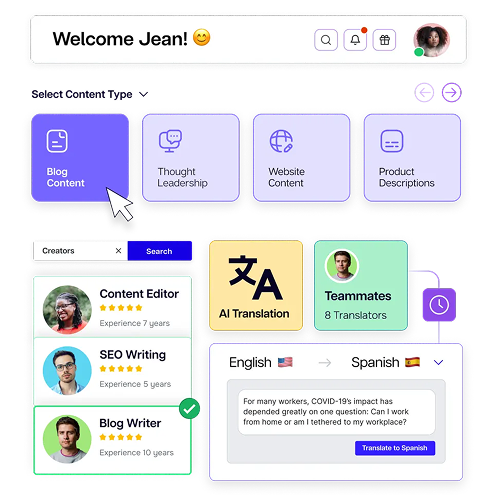 Welcome Jean! 😊
Select Content Type
Blog
Content
Thought
Leadership
Website
Content
Product
Descriptions
Creators
Search
Content Editor
Experience 7 years
SEO Writing
Experience 5 years
Blog Writer
Experience 10 years
文A
AI Translation
Teammates
8 Translators
English 🇺🇸 → Spanish 🇪🇸
For many workers, COVID-19's impact has
depended greatly on one question: Can I work
from home or am I tethered to my workplace?
Translate to Spanish